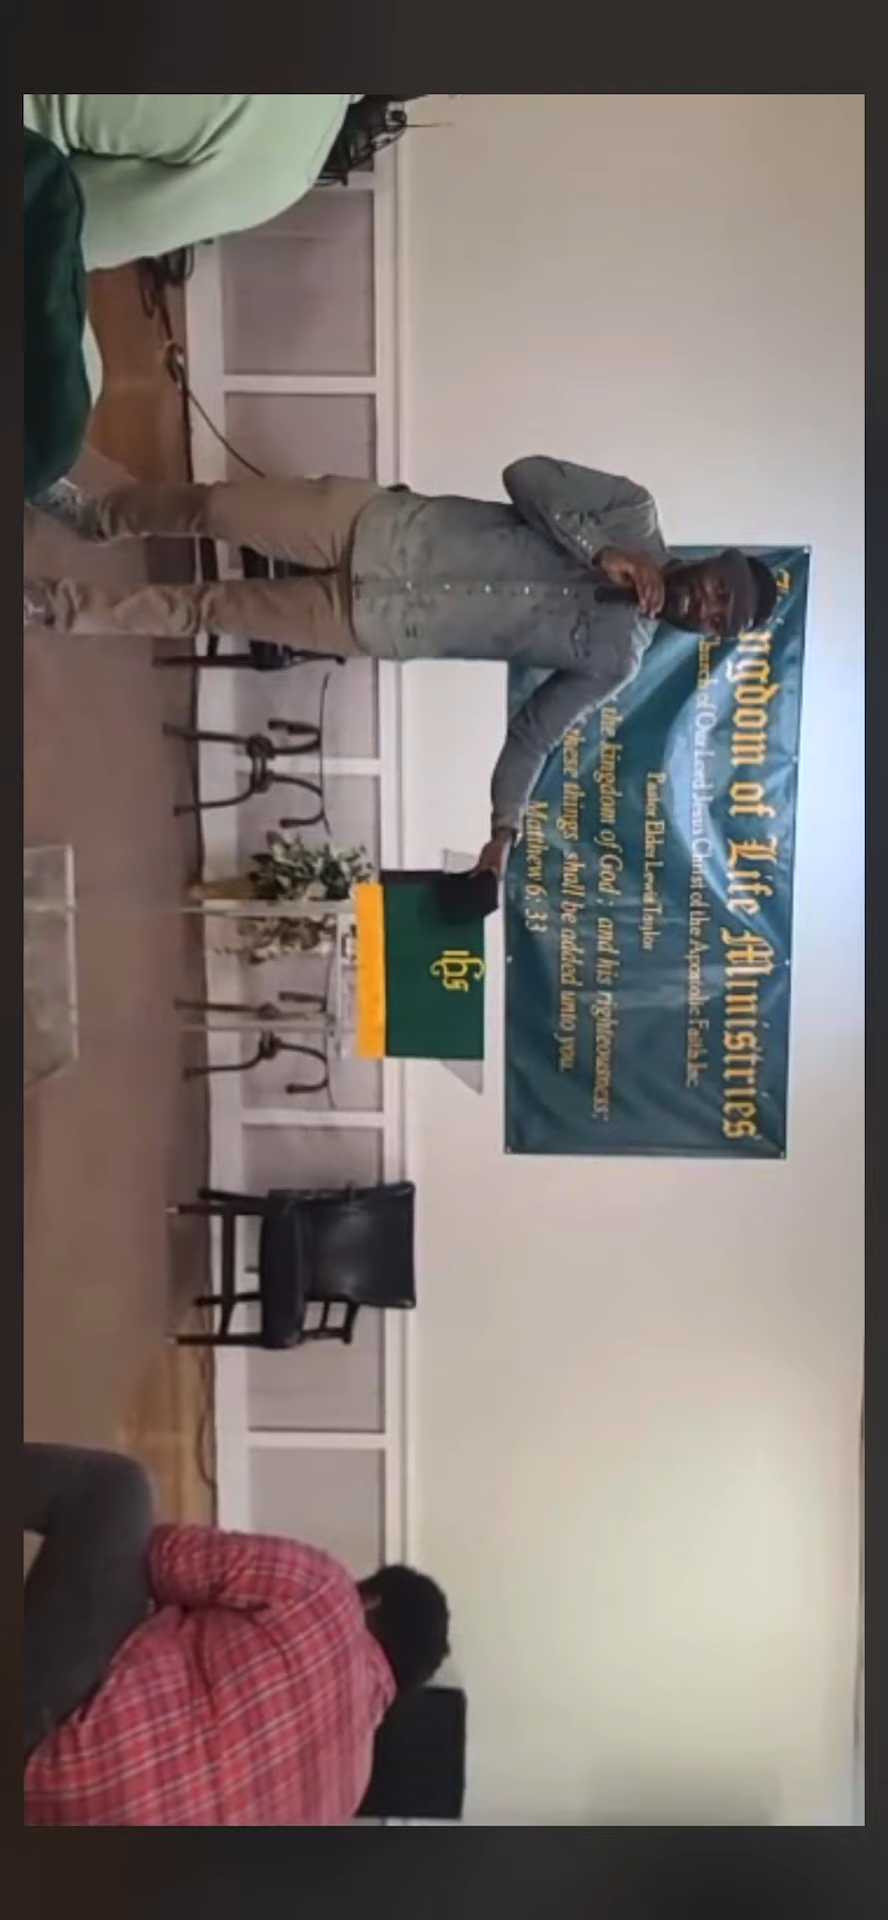 Kingdom of Life Ministries
Church of Our Lord Jesus Christ of the Apostolic Faith Inc.
Pastor Elder Lewis Taylor
the kingdom of God ; and his righteousness;
these things shall be added unto you.
Matthew 6: 33
ihs